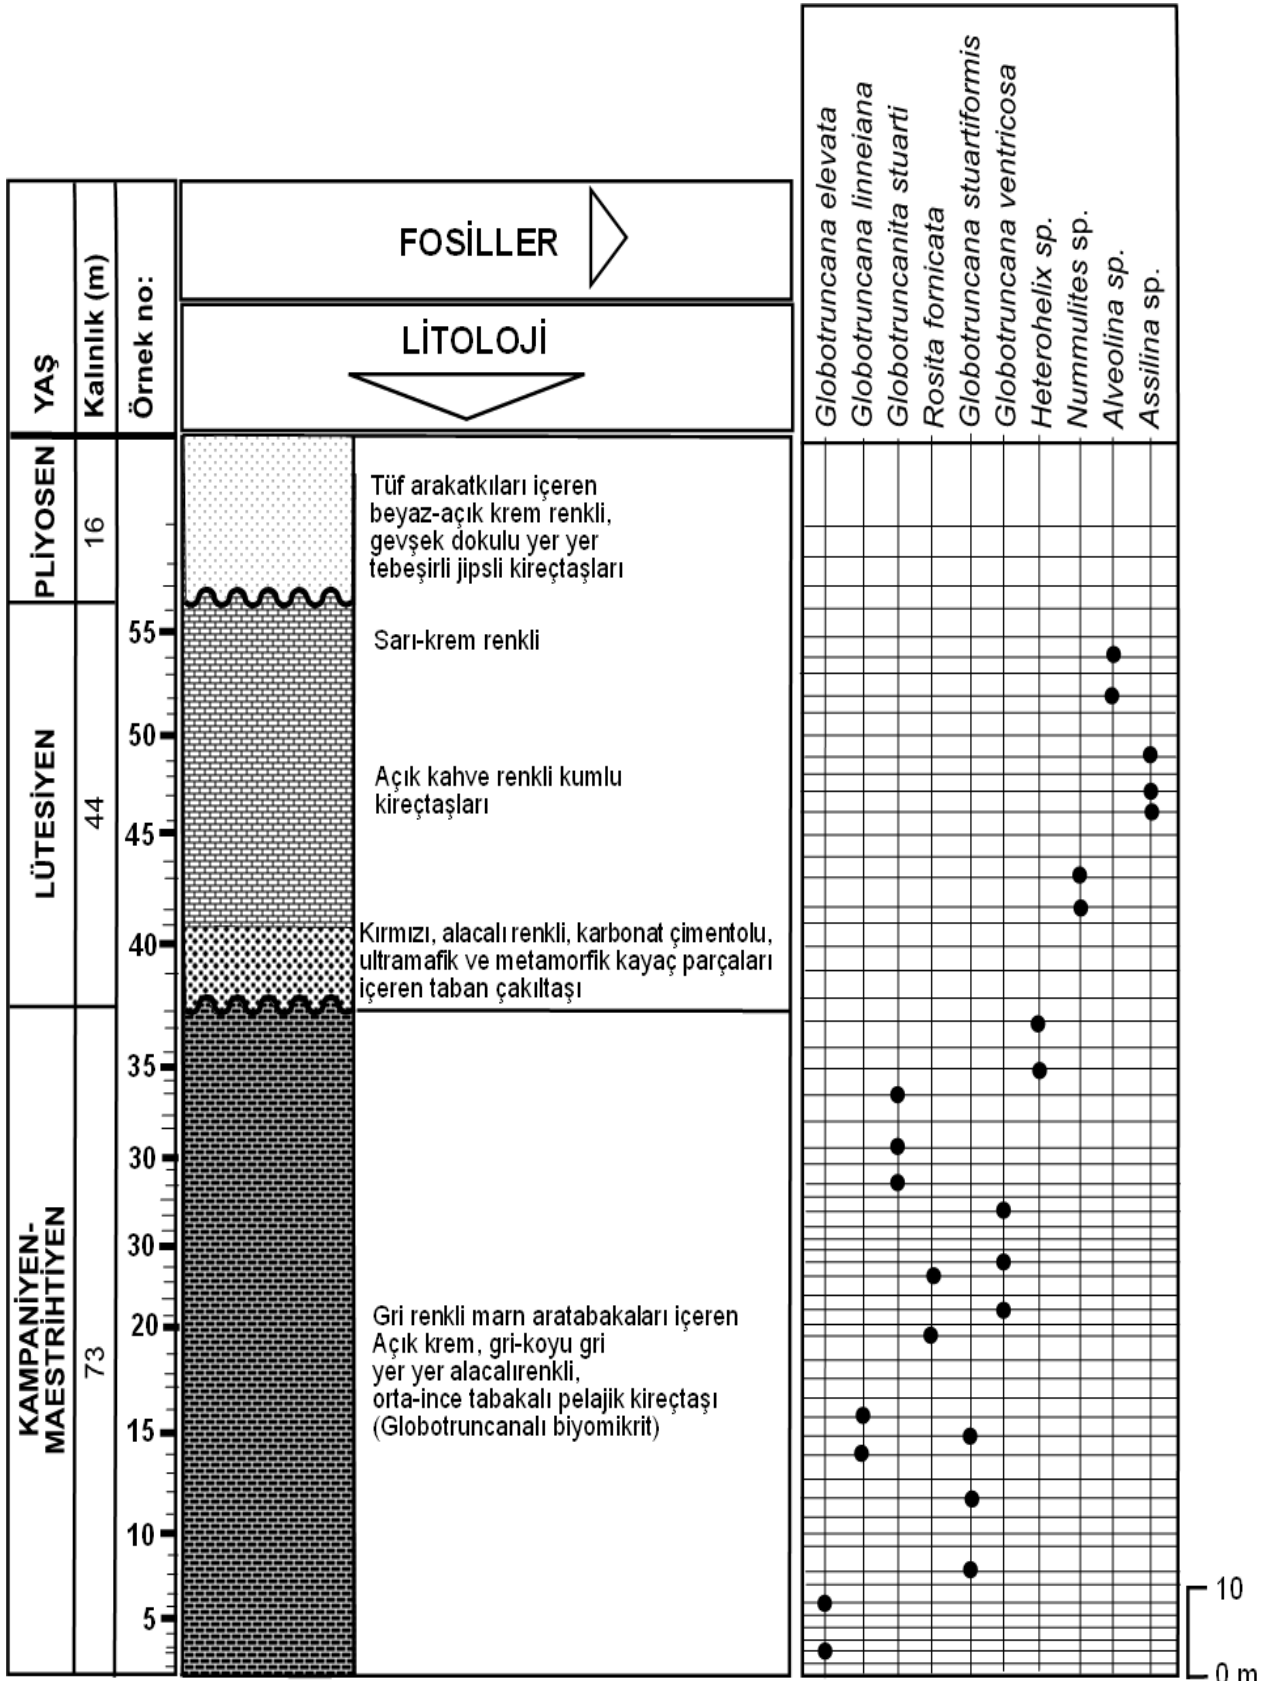 YAŞ
Kalınlık (m)
Örnek no:
FOSİLLER
LİTOLOJİ
Globotruncana elevata
Globotruncana linneiana
Globotruncanita stuarti
Rosita fornicata
Globotruncana stuartiformis
Globotruncana ventricosa
Heterohelix sp.
Nummulites sp.
Alveolina sp.
Assilina sp.
PLİYOSEN
16
Tüf arakatkıları içeren
beyaz-açık krem renkli,
gevşek dokulu yer yer
tebeşirli jipsli kireçtaşları
LÜTESİYEN
44
55
50
45
40
Sarı-krem renkli
Açık kahve renkli kumlu
kireçtaşları
Kırmızı, alacalı renkli, karbonat çimentolu,
ultramafik ve metamorfik kayaç parçaları
içeren taban çakıltaşı
KAMPANİYEN-
MAESTRİHTİYEN
73
35
30
30
20
15
10
5
Gri renkli marn aratabakaları içeren
Açık krem, gri-koyu gri
yer yer alacalırenkli,
orta-ince tabakalı pelajik kireçtaşı
(Globotruncanalı biyomikrit)
10
0 m